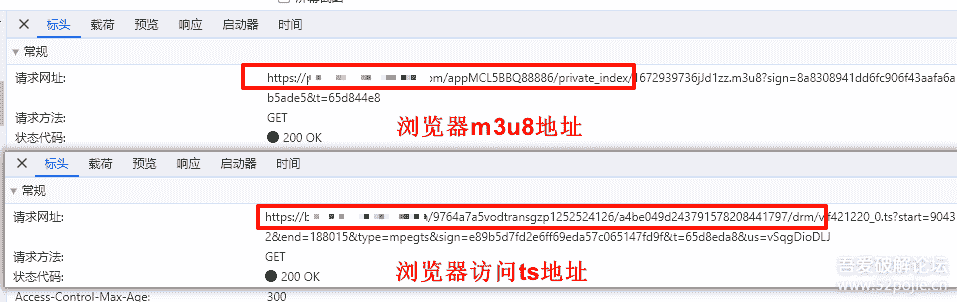 标头 载荷 预览 响应 启动器 时间
常规
请求网址: https://p com/appMCL5BBQ88886/private_index/1672939736jJd1zz.m3u8?sign=8a8308941dd6fc906f43aafa6a
b5ade5&t=65d844e8
请求方法: GET
状态代码: 200 OK
浏览器m3u8地址
标头 载荷 预览 响应 启动器 时间
常规
请求网址: https://b /9764a7a5vodtransgzp1252524126/a4be049d243791578208441797/drm/v.f421220_0.ts?start=9043
2&end=188015&type=mpegts&sign=e89b5d7fd2e6ff69eda57c065147fd9f&t=65d8eda8&us=vSqgDioDLJ
请求方法: GET
状态代码: 200 OK
浏览器访问ts地址
Access-Control-Max-Age: 300
吾爱破解论坛
www.52pojie.cn